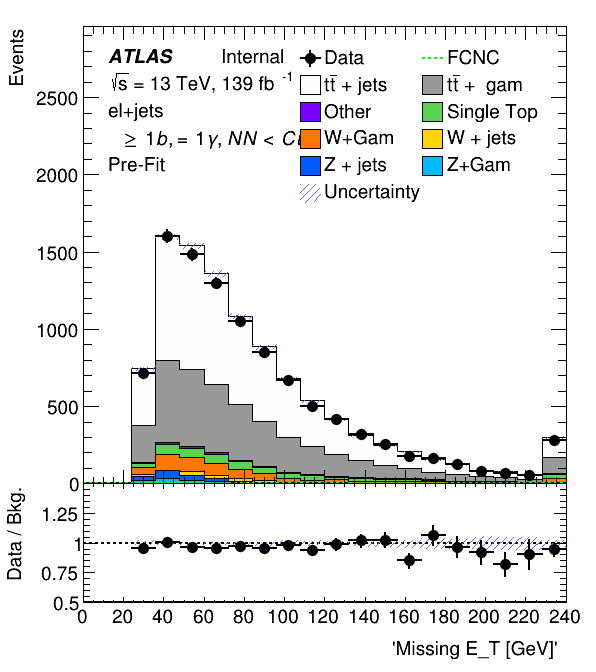 Events
ATLAS Internal
√s = 13 TeV, 139 fb⁻¹
el+jets
≥ 1b, = 1γ, NN <
Pre-Fit
Data
FCNC
tt̄ + jets
tt̄ + gam
Other
Single Top
W+Gam
W + jets
Z + jets
Z+Gam
Uncertainty
2500
2000
1500
1000
500
0
Data / Bkg.
1.25
1
0.75
0.5
0 20 40 60 80 100 120 140 160 180 200 220 240
'Missing E_T [GeV]'